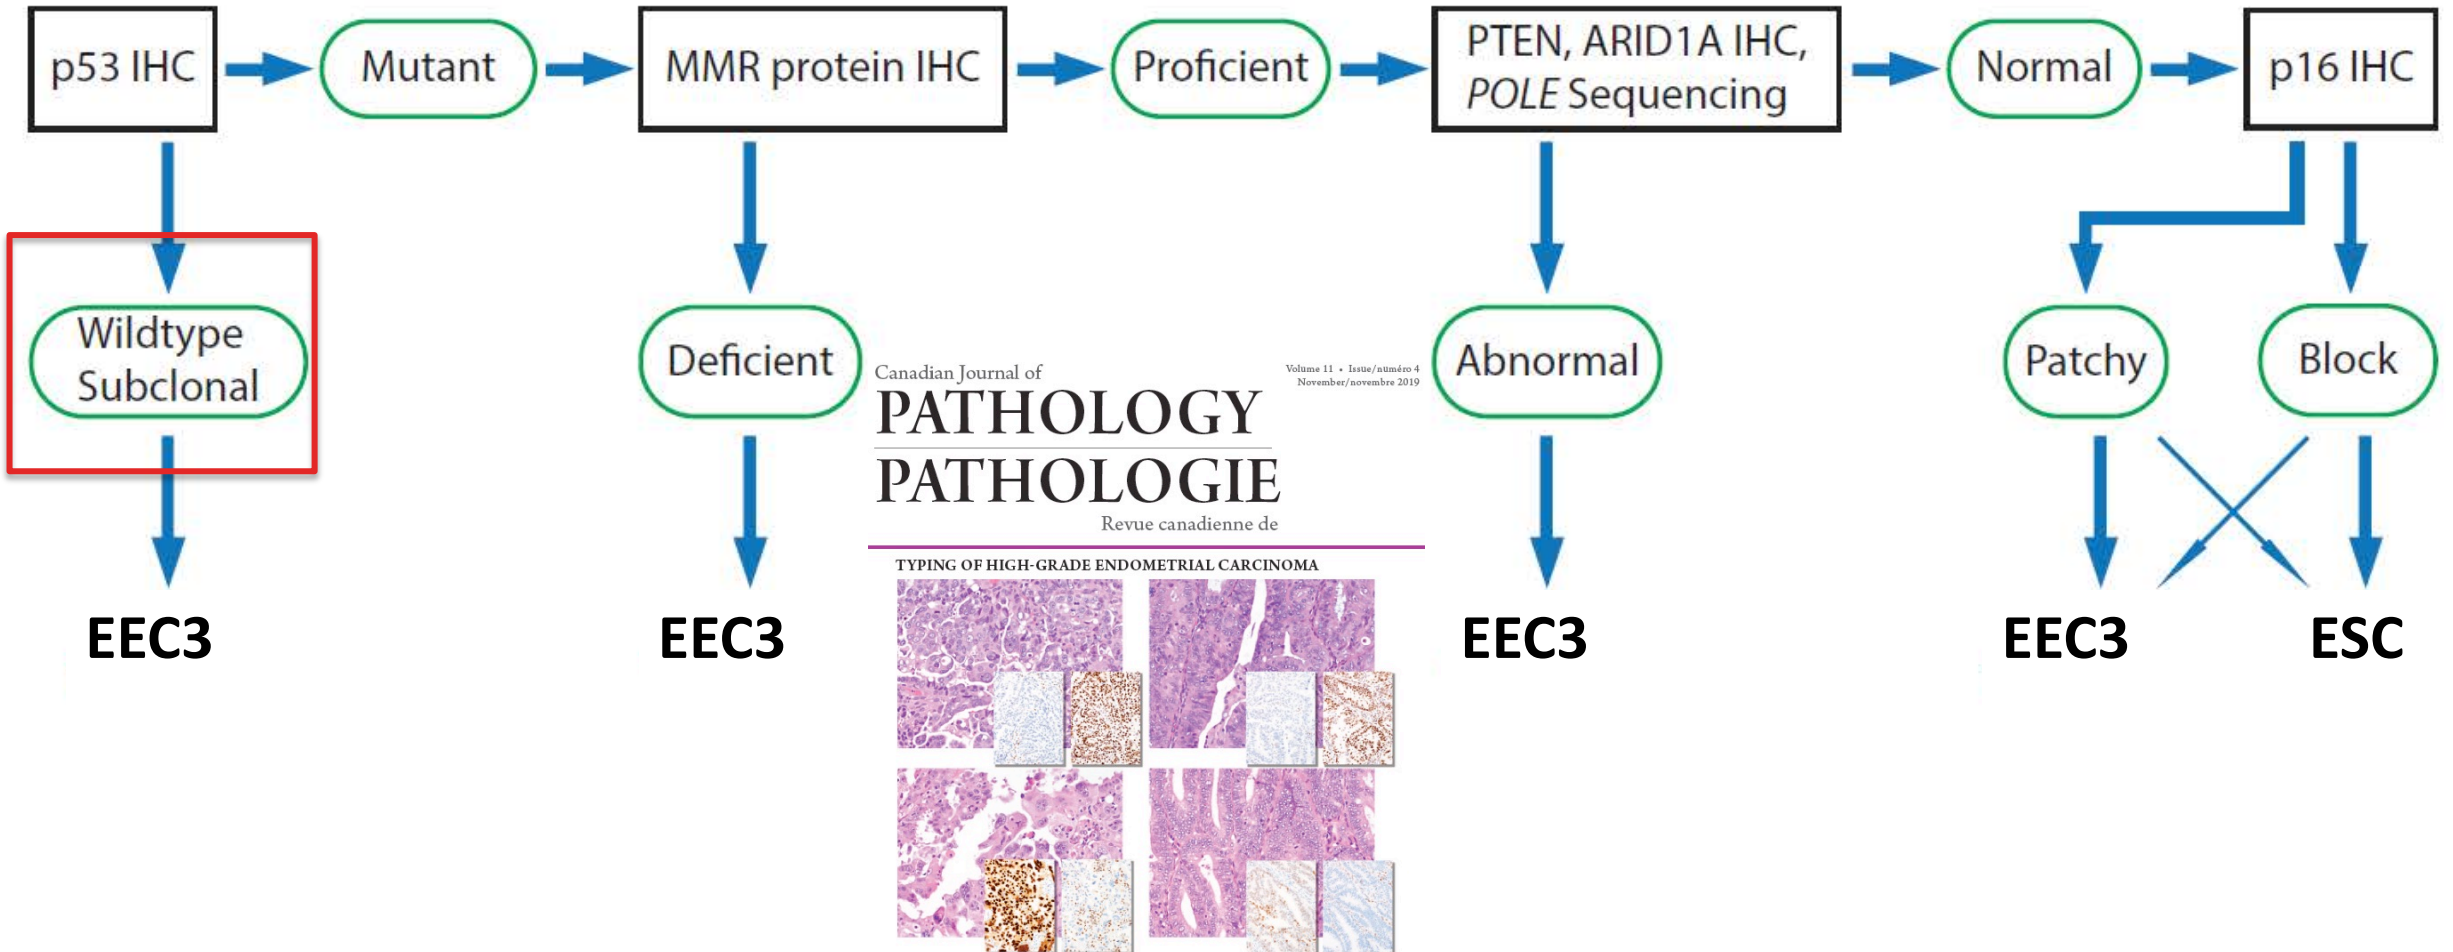 p53 IHC
Mutant
MMR protein IHC
Proficient
PTEN, ARID1A IHC,
POLE Sequencing
Normal
p16 IHC
Wildtype
Subclonal
Deficient
Abnormal
Patchy
Block
Canadian Journal of
Volume 11 • Issue/numéro 4
November/novembre 2019
PATHOLOGY
PATHOLOGIE
Revue canadienne de
TYPING OF HIGH-GRADE ENDOMETRIAL CARCINOMA
EEC3
EEC3
EEC3
EEC3
ESC